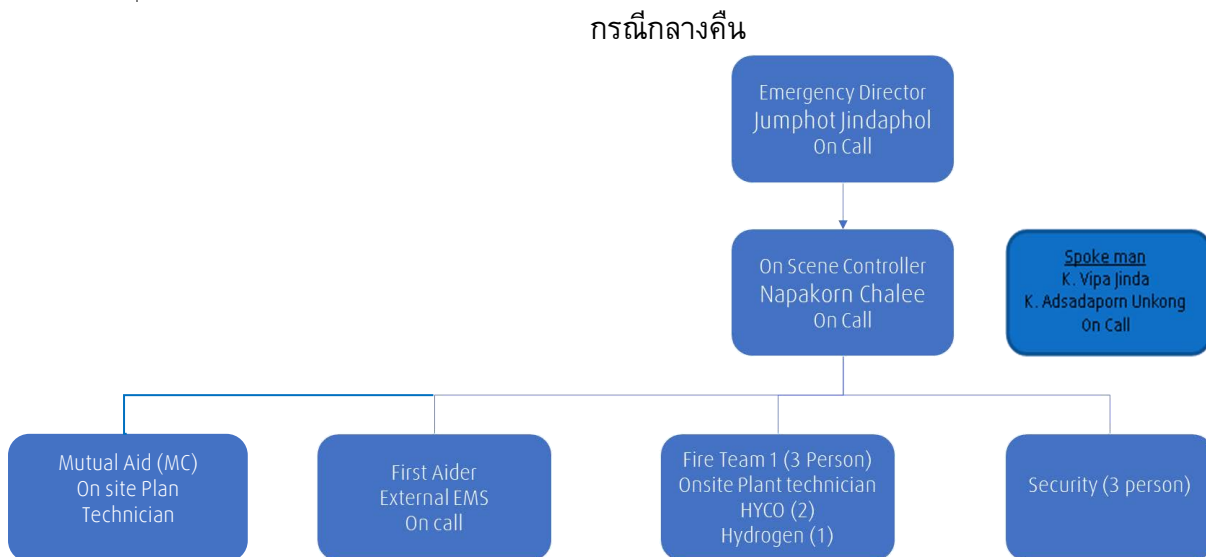 กรณีกลางคืน
Emergency Director
Jumphot Jindaphol
On Call
On Scene Controller
Napakorn Chalee
On Call
Spoke man
K. Vipa Jinda
K. Adsadaporn Unkong
On Call
Mutual Aid (MC)
On site Plan
Technician
First Aider
External EMS
On call
Fire Team 1 (3 Person)
Onsite Plant technician
HYCO (2)
Hydrogen (1)
Security (3 person)